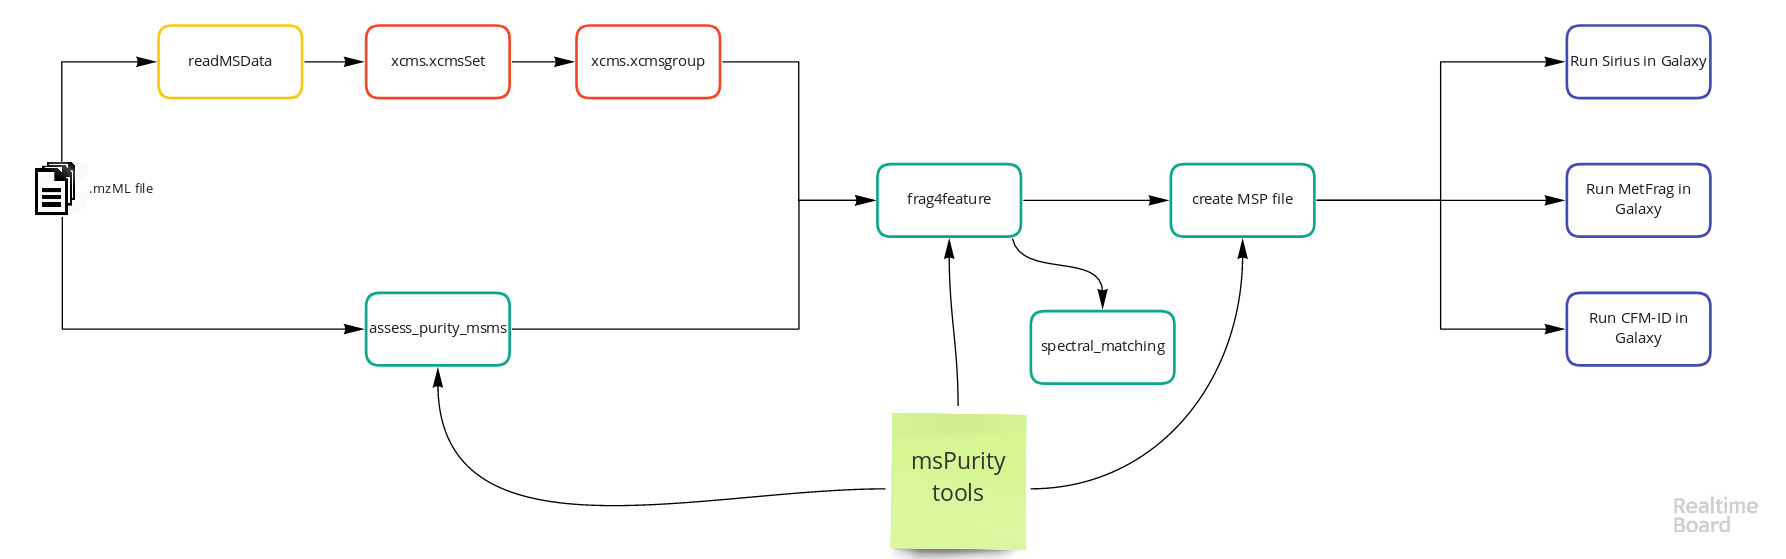 readMSData
xcms.xcmsSet
xcms.xcmsgroup
Run Sirius in Galaxy
.mzML file
frag4feature
create MSP file
Run MetFrag in
Galaxy
assess_purity_msms
spectral_matching
Run CFM-ID in
Galaxy
msPurity
tools
Realtime
Board